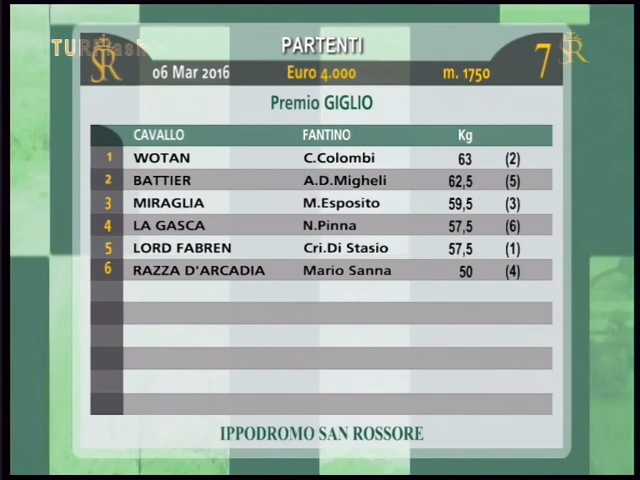 TURFlash
PARTENTI
SR 06 Mar 2016 Euro 4.000 m. 1750 7 SR
Premio GIGLIO
CAVALLO FANTINO Kg
1 WOTAN C.Colombi 63 (2)
2 BATTIER A.D.Migheli 62,5 (5)
3 MIRAGLIA M.Esposito 59,5 (3)
4 LA GASCA N.Pinna 57,5 (6)
5 LORD FABREN Cri.Di Stasio 57,5 (1)
6 RAZZA D'ARCADIA Mario Sanna 50 (4)
IPPODROMO SAN ROSSORE